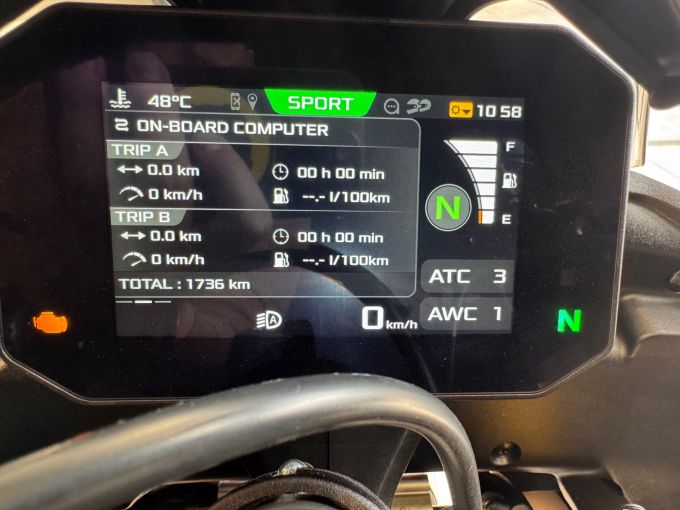 48°C SPORT 10 58
ON-BOARD COMPUTER
TRIP A
0.0 km 00 h 00 min
0 km/h --.- l/100km
TRIP B
0.0 km 00 h 00 min
0 km/h --.- l/100km
TOTAL : 1736 km
F
N
E
ATC 3
AWC 1
A
0 km/h
N